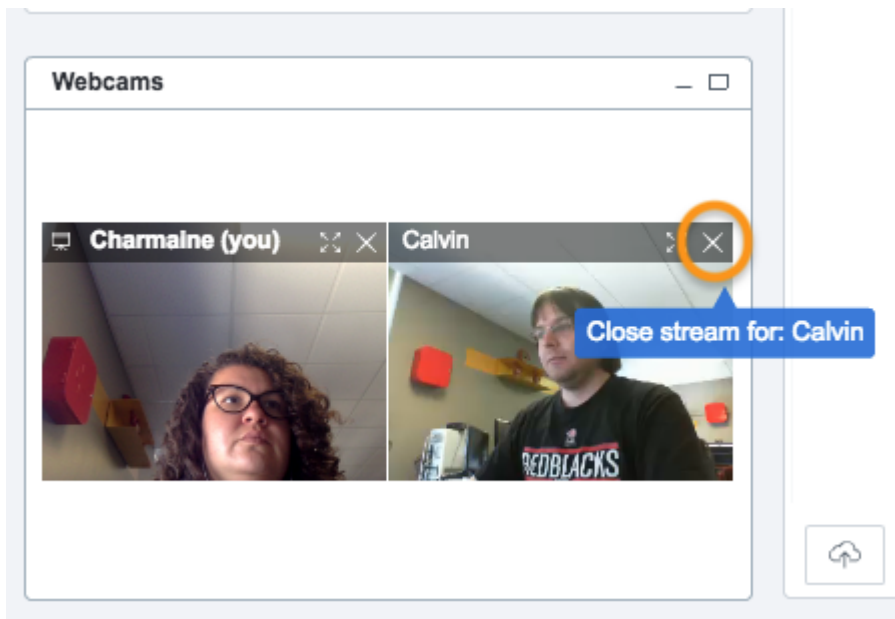 Webcams
Charmaine (you)
Calvin
Close stream for: Calvin
REDBLACKS